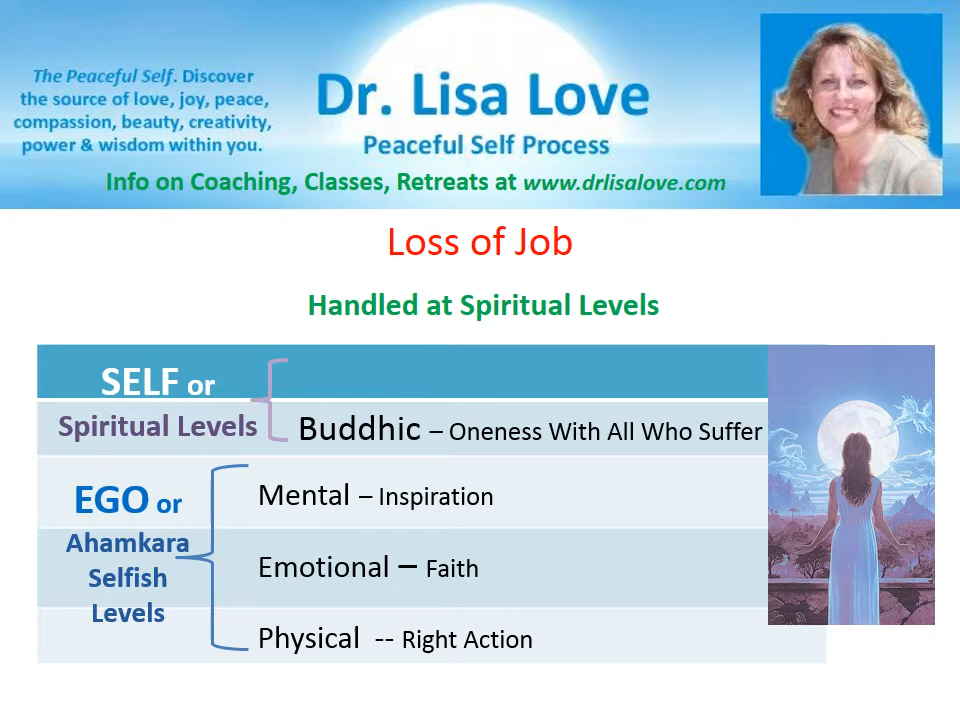 The Peaceful Self. Discover
the source of love, joy, peace,
compassion, beauty, creativity,
power & wisdom within you.
Dr. Lisa Love
Peaceful Self Process
Info on Coaching, Classes, Retreats at www.drlisalove.com
Loss of Job
Handled at Spiritual Levels
SELF or
Spiritual Levels
Buddhic – Oneness With All Who Suffer
EGO or
Ahamkara
Selfish
Levels
Mental – Inspiration
Emotional – Faith
Physical -- Right Action